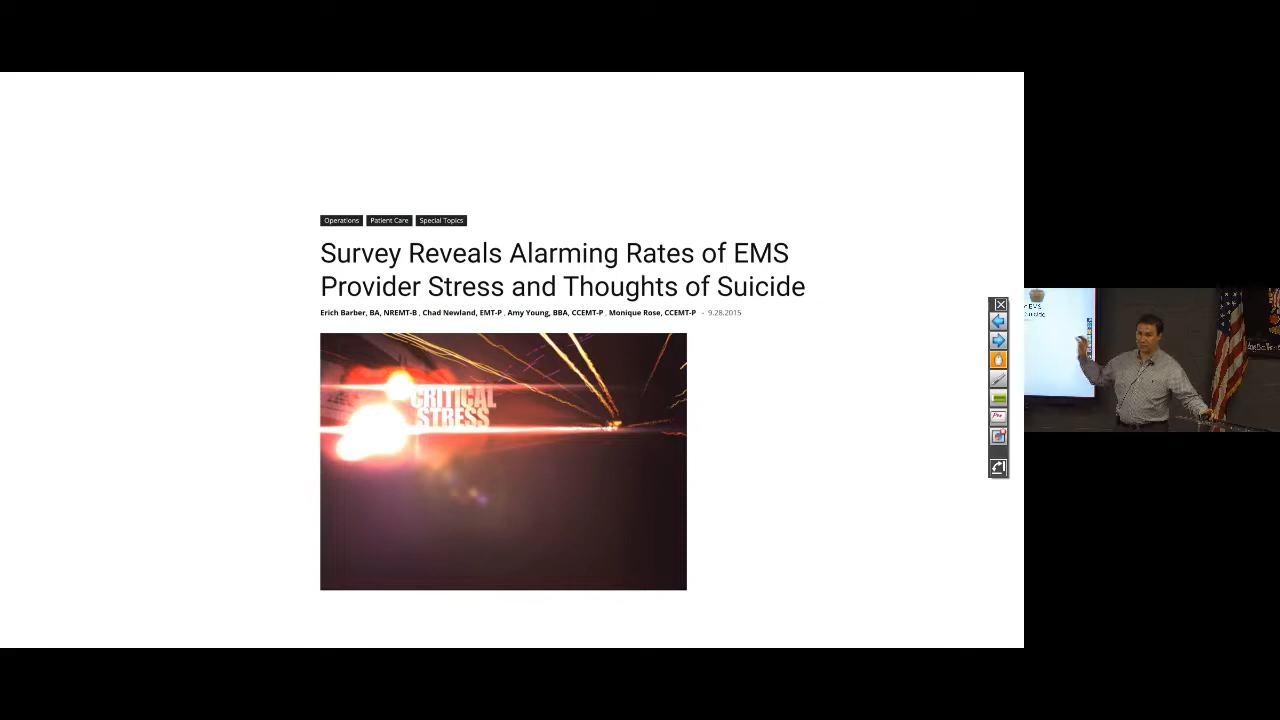 Operations Patient Care Special Topics
Survey Reveals Alarming Rates of EMS
Provider Stress and Thoughts of Suicide
Erich Barber, BA, NREMT-B , Chad Newland, EMT-P , Amy Young, BBA, CCEMT-P , Monique Rose, CCEMT-P - 9.28.2015
CRITICAL
STRESS